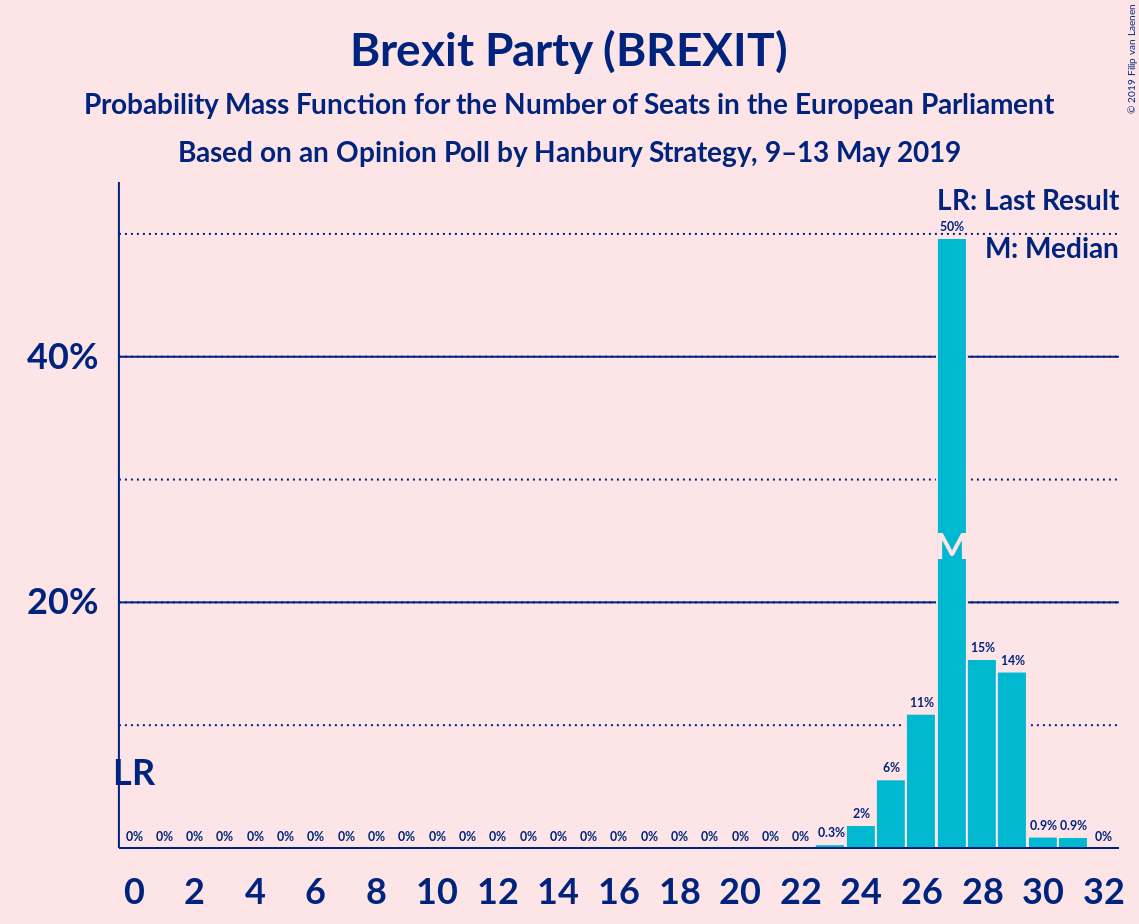 Brexit Party (BREXIT)
Probability Mass Function for the Number of Seats in the European Parliament
Based on an Opinion Poll by Hanbury Strategy, 9–13 May 2019
© 2019 Filip van Laenen
LR: Last Result
M: Median
50%
40%
M
20%
15%
14%
11%
LR
6%
2%
0% 0% 0% 0% 0% 0% 0% 0% 0% 0% 0% 0% 0% 0% 0% 0% 0% 0% 0% 0% 0% 0% 0% 0.3% 0.9% 0.9% 0%
0 2 4 6 8 10 12 14 16 18 20 22 24 26 28 30 32